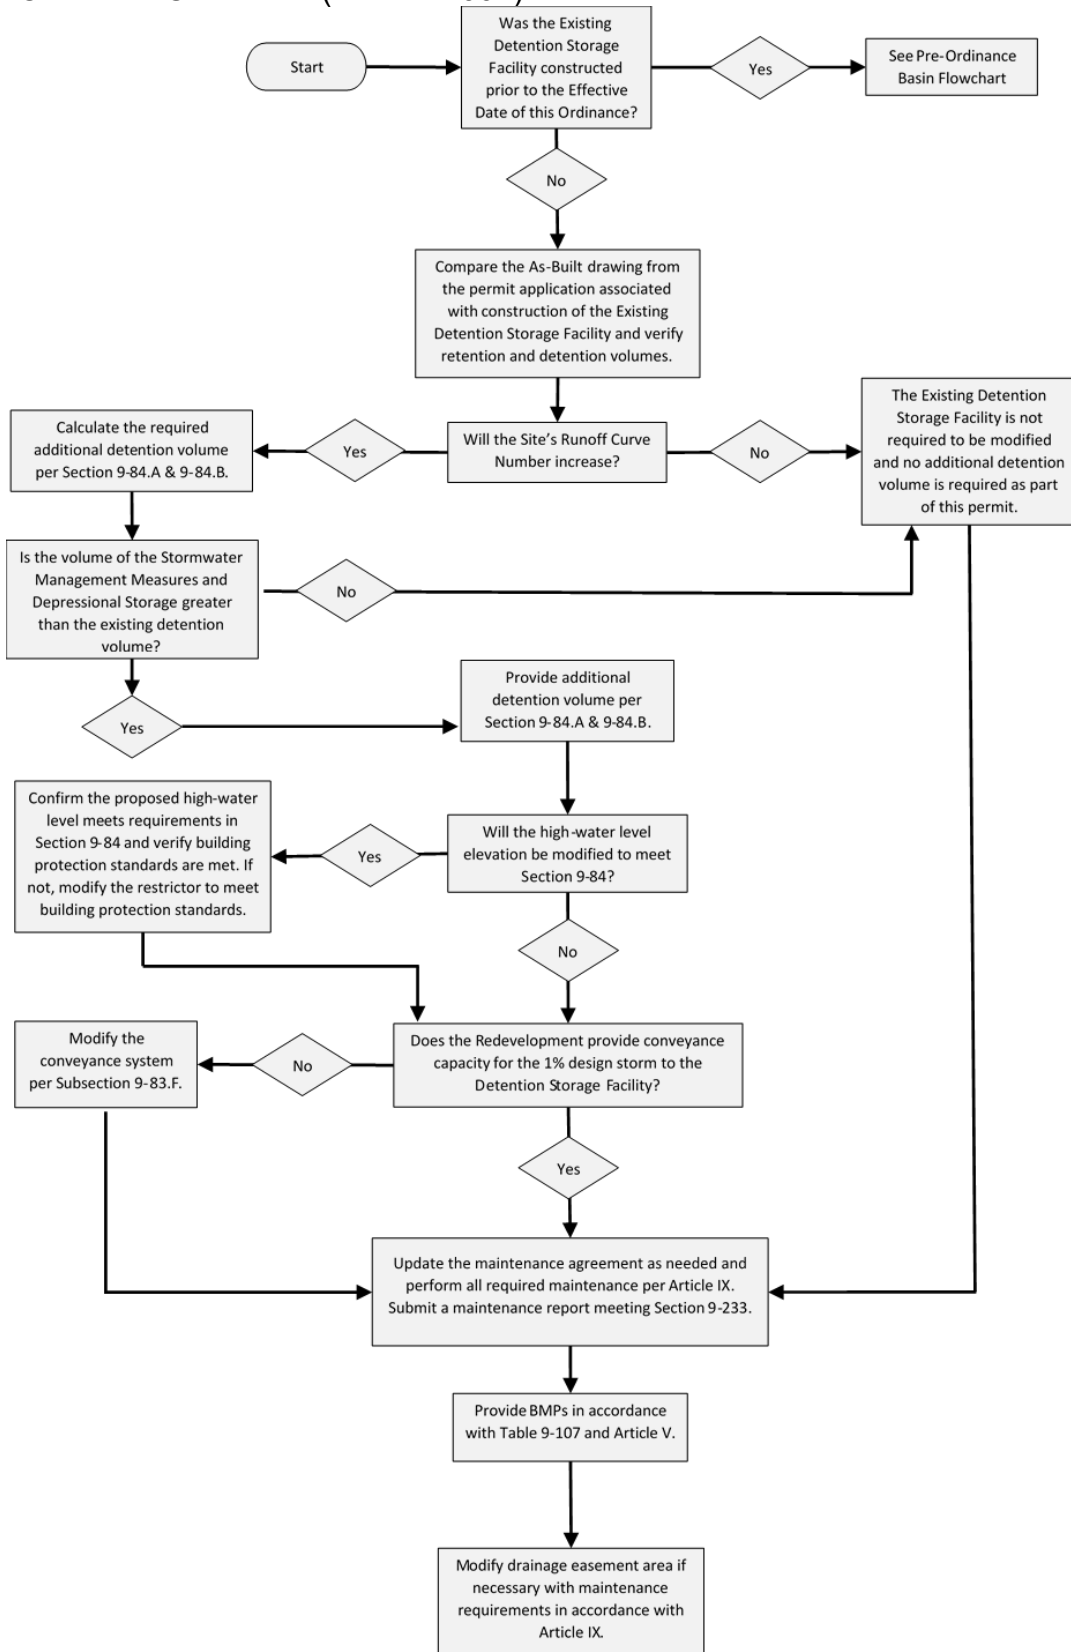 Was the Existing
Detention Storage
Facility constructed
prior to the Effective
Date of this Ordinance?
Start
Yes
See Pre-Ordinance
Basin Flowchart
No
Compare the As-Built drawing from
the permit application associated
with construction of the Existing
Detention Storage Facility and verify
retention and detention volumes.
Calculate the required
additional detention volume
per Section 9-84.A & 9-84.B.
Yes
Will the Site's Runoff Curve
Number increase?
No
The Existing Detention
Storage Facility is not
required to be modified
and no additional detention
volume is required as part
of this permit.
Is the volume of the Stormwater
Management Measures and
Depressional Storage greater
than the existing detention
volume?
No
Yes
Provide additional
detention volume per
Section 9-84.A & 9-84.B.
Confirm the proposed high-water
level meets requirements in
Section 9-84 and verify building
protection standards are met. If
not, modify the restrictor to meet
building protection standards.
Yes
Will the high-water level
elevation be modified to meet
Section 9-84?
No
Modify the
conveyance system
per Subsection 9-83.F.
No
Does the Redevelopment provide conveyance
capacity for the 1% design storm to the
Detention Storage Facility?
Yes
Update the maintenance agreement as needed and
perform all required maintenance per Article IX.
Submit a maintenance report meeting Section 9-233.
Provide BMPs in accordance
with Table 9-107 and Article V.
Modify drainage easement area if
necessary with maintenance
requirements in accordance with
Article IX.